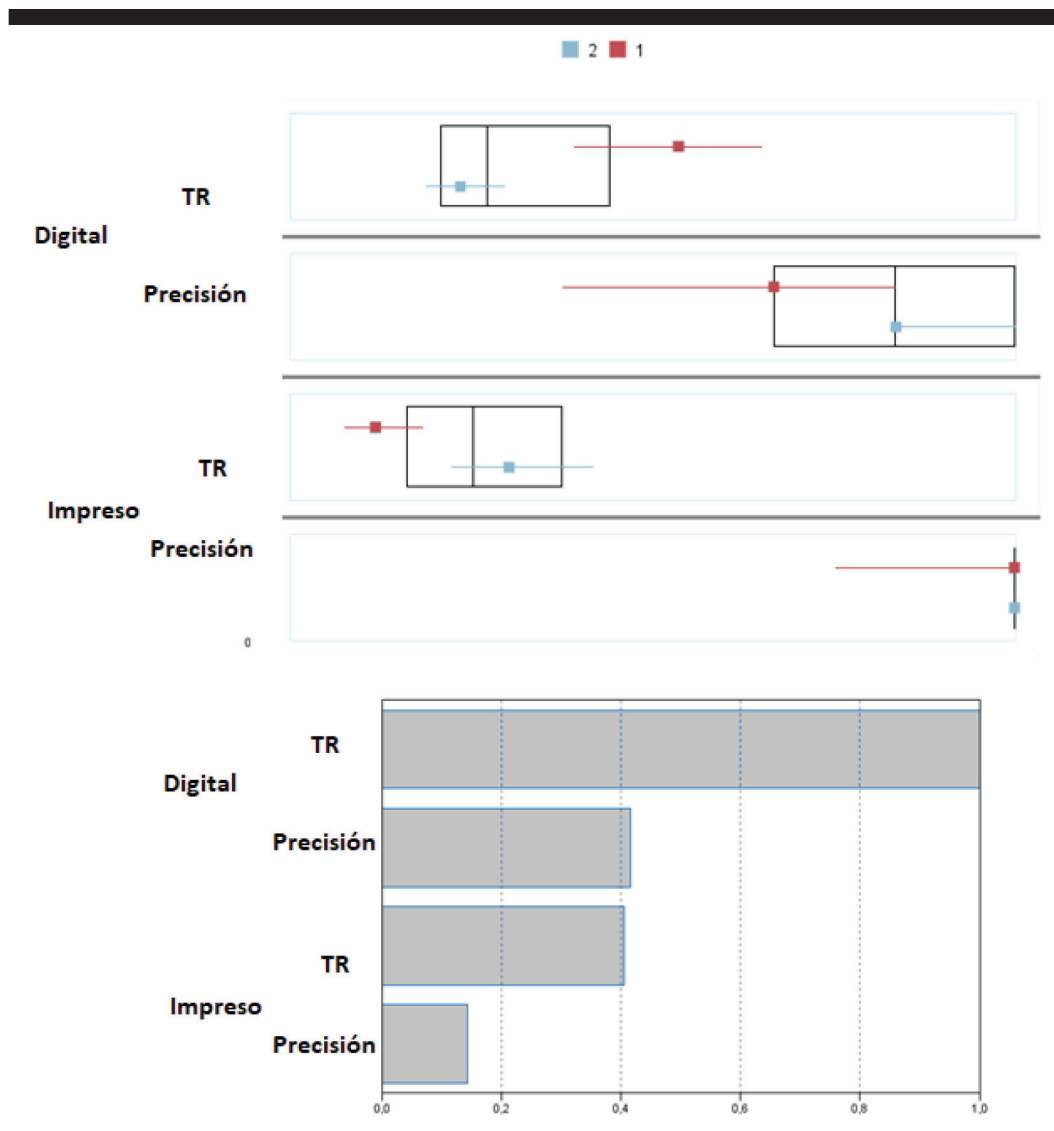 2 1
TR
Digital
Precisión
TR
Impreso
Precisión
0
TR
Digital
Precisión
TR
Impreso
Precisión
0,0 0,2 0,4 0,6 0,8 1,0